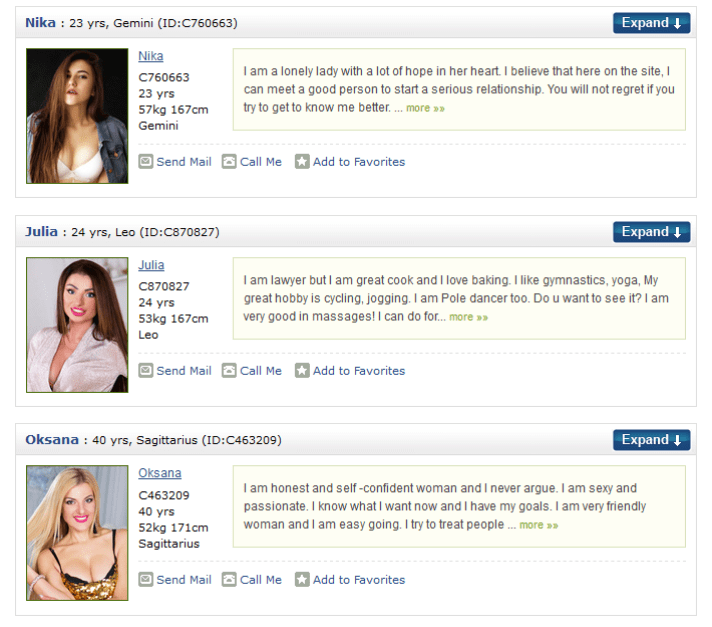 Nika : 23 yrs, Gemini (ID:C760663)
Expand
Nika
C760663
23 yrs
57kg 167cm
Gemini
I am a lonely lady with a lot of hope in her heart. I believe that here on the site, I
can meet a good person to start a serious relationship. You will not regret if you
try to get to know me better. ... more »»
Send Mail Call Me Add to Favorites
Julia : 24 yrs, Leo (ID:C870827)
Expand
Julia
C870827
24 yrs
53kg 167cm
Leo
I am lawyer but I am great cook and I love baking. I like gymnastics, yoga, My
great hobby is cycling, jogging. I am Pole dancer too. Do u want to see it? I am
very good in massages! I can do for... more »»
Send Mail Call Me Add to Favorites
Oksana : 40 yrs, Sagittarius (ID:C463209)
Expand
Oksana
C463209
40 yrs
52kg 171cm
Sagittarius
I am honest and self -confident woman and I never argue. I am sexy and
passionate. I know what I want now and I have my goals. I am very friendly
woman and I am easy going. I try to treat people ... more »»
Send Mail Call Me Add to Favorites